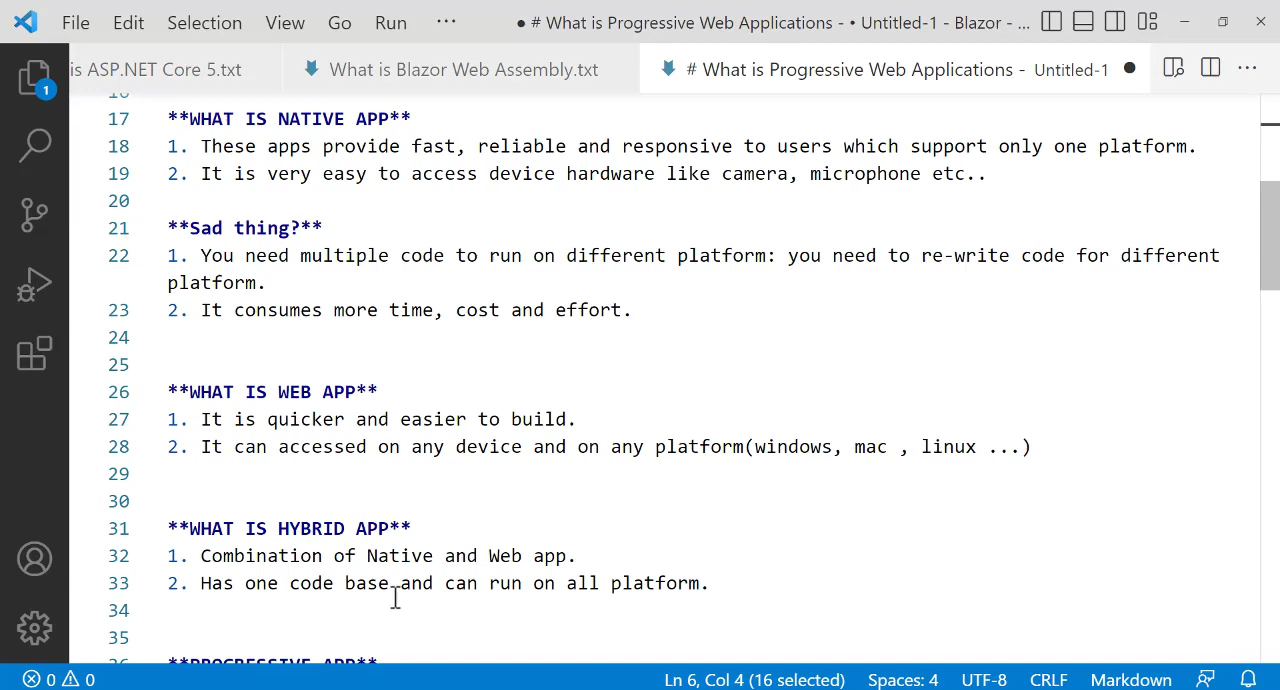 File Edit Selection View Go Run ··· ● # What is Progressive Web Applications - • Untitled-1 - Blazor - ...
is ASP.NET Core 5.txt What is Blazor Web Assembly.txt # What is Progressive Web Applications - Untitled-1 ● ···
1
16
17 **WHAT IS NATIVE APP**
18 1. These apps provide fast, reliable and responsive to users which support only one platform.
19 2. It is very easy to access device hardware like camera, microphone etc..
20
21 **Sad thing?**
22 1. You need multiple code to run on different platform: you need to re-write code for different
platform.
23 2. It consumes more time, cost and effort.
24
25
26 **WHAT IS WEB APP**
27 1. It is quicker and easier to build.
28 2. It can accessed on any device and on any platform(windows, mac , linux ...)
29
30
31 **WHAT IS HYBRID APP**
32 1. Combination of Native and Web app.
33 2. Has one code base and can run on all platform.
34
35
36 **PROGRESSIVE APP**
0 0 Ln 6, Col 4 (16 selected) Spaces: 4 UTF-8 CRLF Markdown